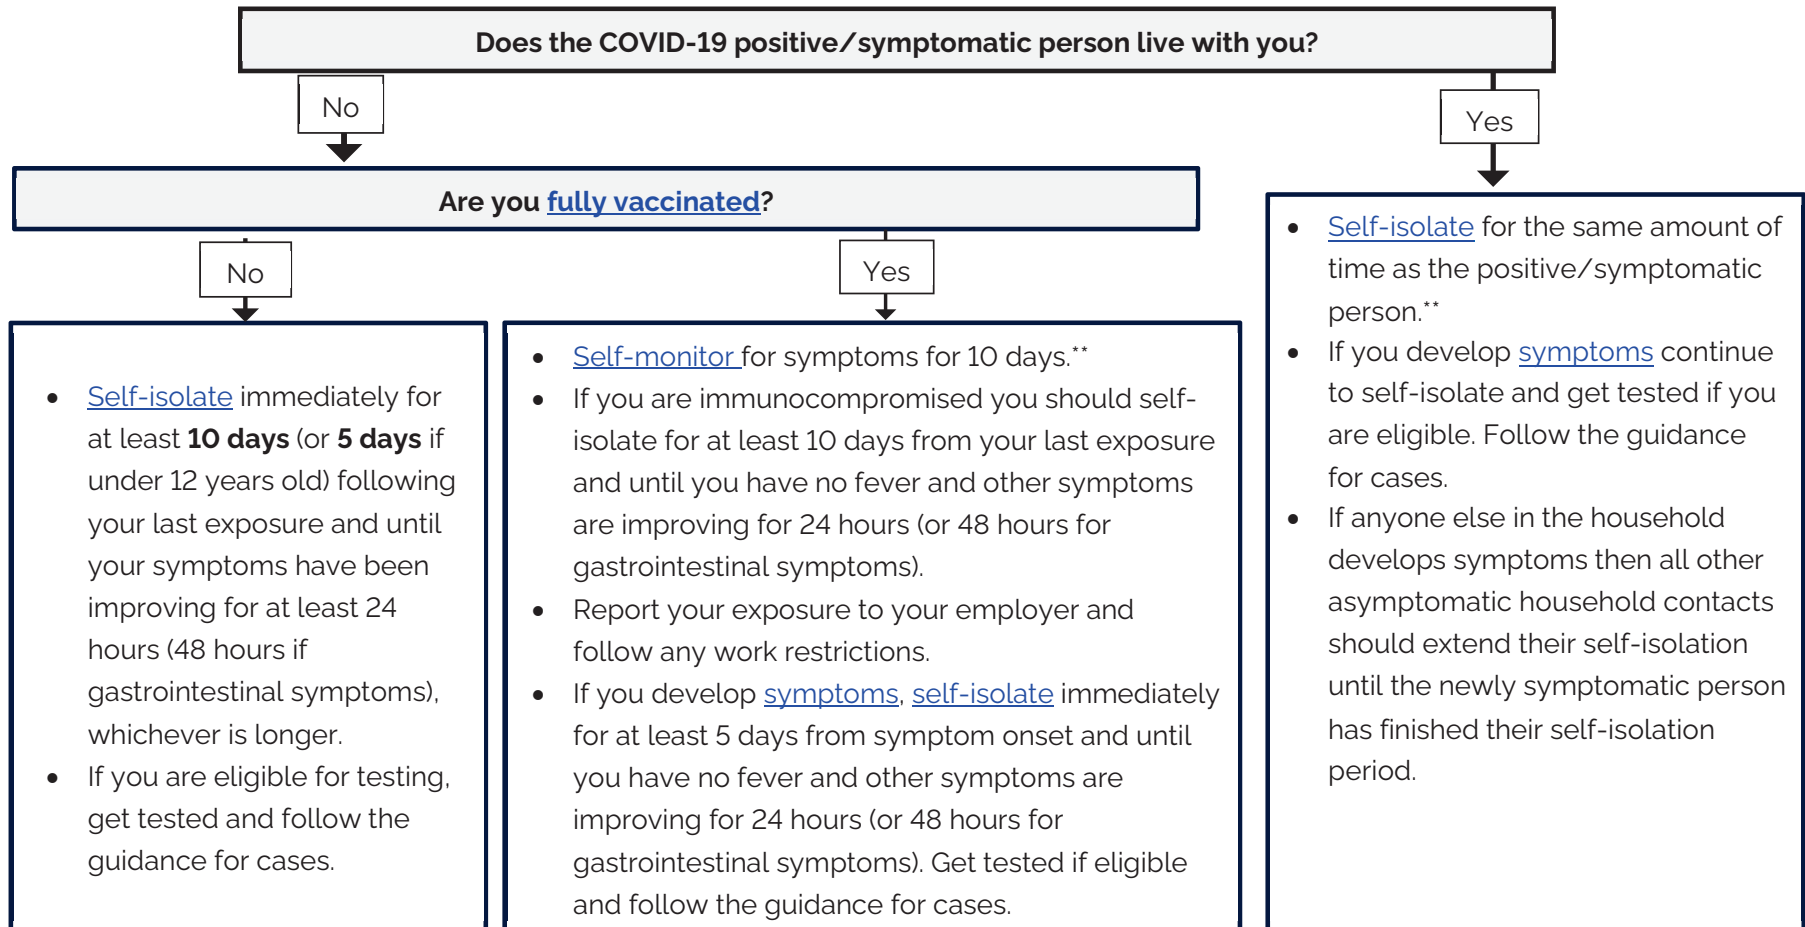 Does the COVID-19 positive/symptomatic person live with you?
No
Yes
Are you fully vaccinated?
No
Yes
• Self-isolate immediately for
at least 10 days (or 5 days if
under 12 years old) following
your last exposure and until
your symptoms have been
improving for at least 24
hours (48 hours if
gastrointestinal symptoms),
whichever is longer.
• If you are eligible for testing,
get tested and follow the
guidance for cases.
• Self-monitor for symptoms for 10 days.**
• If you are immunocompromised you should self-
isolate for at least 10 days from your last exposure
and until you have no fever and other symptoms
are improving for 24 hours (or 48 hours for
gastrointestinal symptoms).
• Report your exposure to your employer and
follow any work restrictions.
• If you develop symptoms, self-isolate immediately
for at least 5 days from symptom onset and until
you have no fever and other symptoms are
improving for 24 hours (or 48 hours for
gastrointestinal symptoms). Get tested if eligible
and follow the guidance for cases.
• Self-isolate for the same amount of
time as the positive/symptomatic
person.**
• If you develop symptoms continue
to self-isolate and get tested if you
are eligible. Follow the guidance
for cases.
• If anyone else in the household
develops symptoms then all other
asymptomatic household contacts
should extend their self-isolation
until the newly symptomatic person
has finished their self-isolation
period.